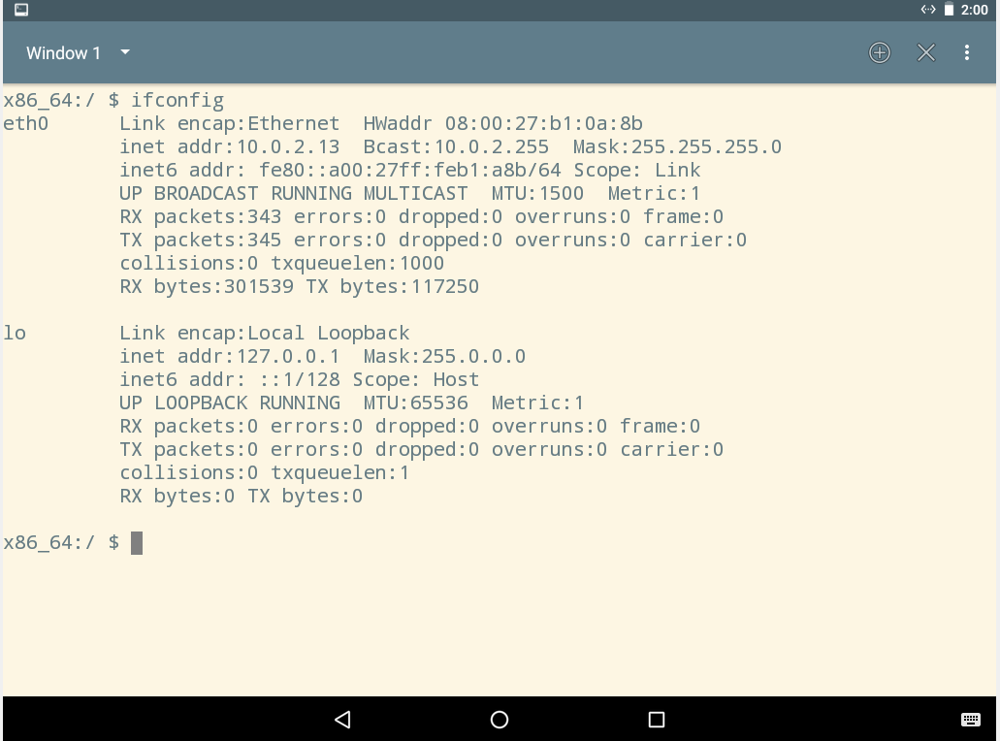 2:00
Window 1
x86_64:/ $ ifconfig
eth0      Link encap:Ethernet  HWaddr 08:00:27:b1:0a:8b
          inet addr:10.0.2.13  Bcast:10.0.2.255  Mask:255.255.255.0
          inet6 addr: fe80::a00:27ff:feb1:a8b/64 Scope: Link
          UP BROADCAST RUNNING MULTICAST  MTU:1500  Metric:1
          RX packets:343 errors:0 dropped:0 overruns:0 frame:0
          TX packets:345 errors:0 dropped:0 overruns:0 carrier:0
          collisions:0 txqueuelen:1000
          RX bytes:301539 TX bytes:117250
lo        Link encap:Local Loopback
          inet addr:127.0.0.1  Mask:255.0.0.0
          inet6 addr: ::1/128 Scope: Host
          UP LOOPBACK RUNNING  MTU:65536  Metric:1
          RX packets:0 errors:0 dropped:0 overruns:0 frame:0
          TX packets:0 errors:0 dropped:0 overruns:0 carrier:0
          collisions:0 txqueuelen:1
          RX bytes:0 TX bytes:0
x86_64:/ $